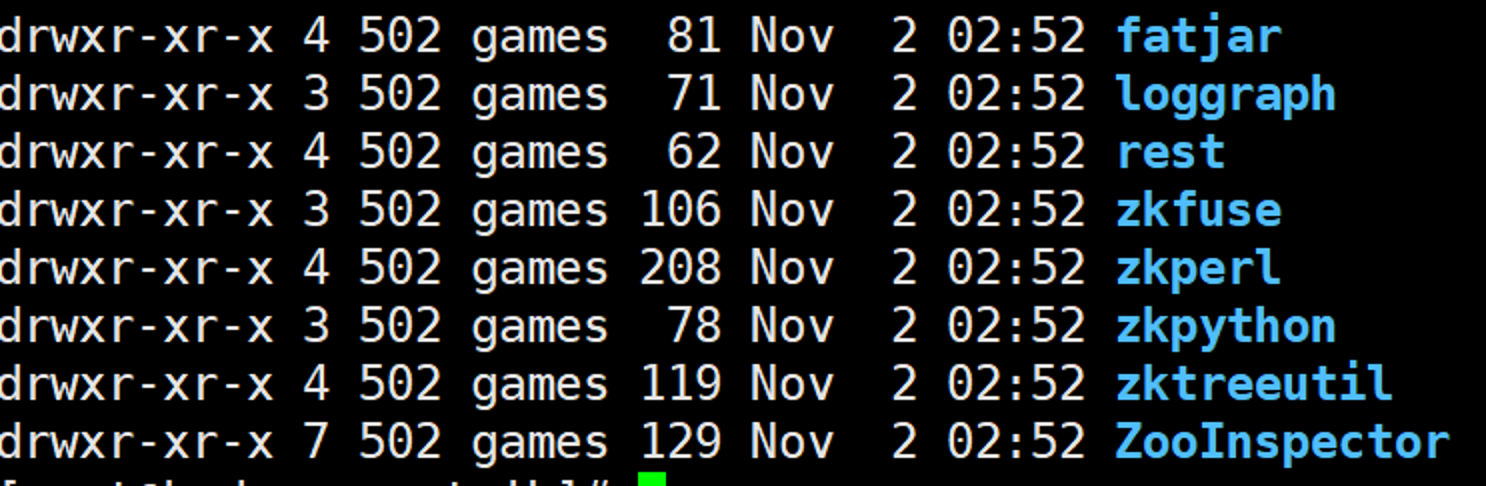 drwxr-xr-x 4 502 games  81 Nov  2 02:52 fatjar
drwxr-xr-x 3 502 games  71 Nov  2 02:52 loggraph
drwxr-xr-x 4 502 games  62 Nov  2 02:52 rest
drwxr-xr-x 3 502 games 106 Nov  2 02:52 zkfuse
drwxr-xr-x 4 502 games 208 Nov  2 02:52 zkperl
drwxr-xr-x 3 502 games  78 Nov  2 02:52 zkpython
drwxr-xr-x 4 502 games 119 Nov  2 02:52 zktreeutil
drwxr-xr-x 7 502 games 129 Nov  2 02:52 ZooInspector